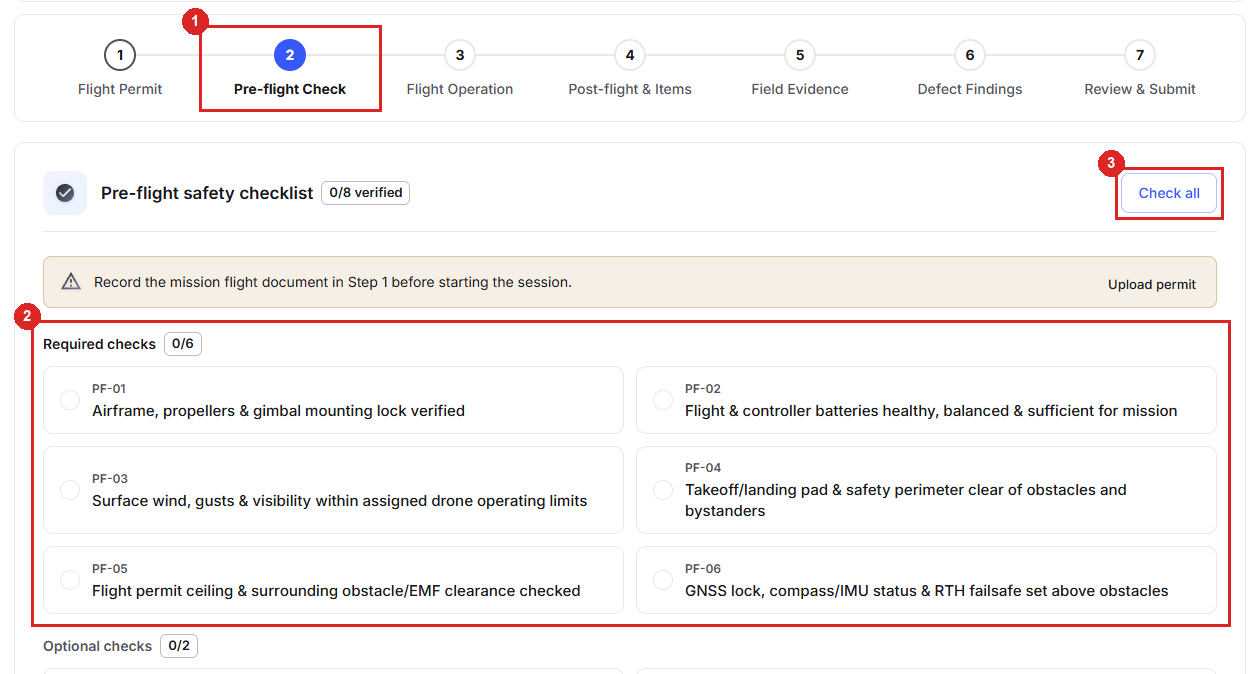 1
1 2 3 4 5 6 7
Flight Permit Pre-flight Check Flight Operation Post-flight & Items Field Evidence Defect Findings Review & Submit
3
Pre-flight safety checklist 0/8 verified Check all
Record the mission flight document in Step 1 before starting the session. Upload permit
2
Required checks 0/6
PF-01
Airframe, propellers & gimbal mounting lock verified
PF-02
Flight & controller batteries healthy, balanced & sufficient for mission
PF-03
Surface wind, gusts & visibility within assigned drone operating limits
PF-04
Takeoff/landing pad & safety perimeter clear of obstacles and
bystanders
PF-05
Flight permit ceiling & surrounding obstacle/EMF clearance checked
PF-06
GNSS lock, compass/IMU status & RTH failsafe set above obstacles
Optional checks 0/2